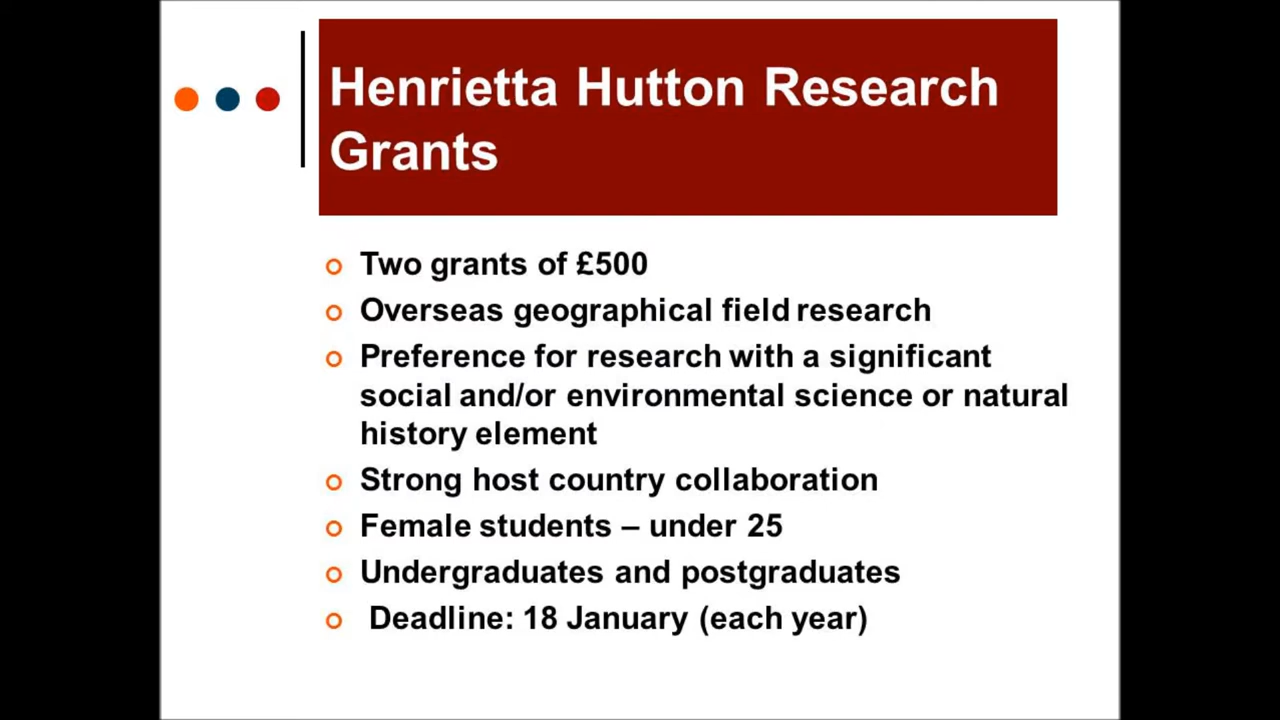 Henrietta Hutton Research
Grants
Two grants of £500
Overseas geographical field research
Preference for research with a significant
social and/or environmental science or natural
history element
Strong host country collaboration
Female students – under 25
Undergraduates and postgraduates
Deadline: 18 January (each year)